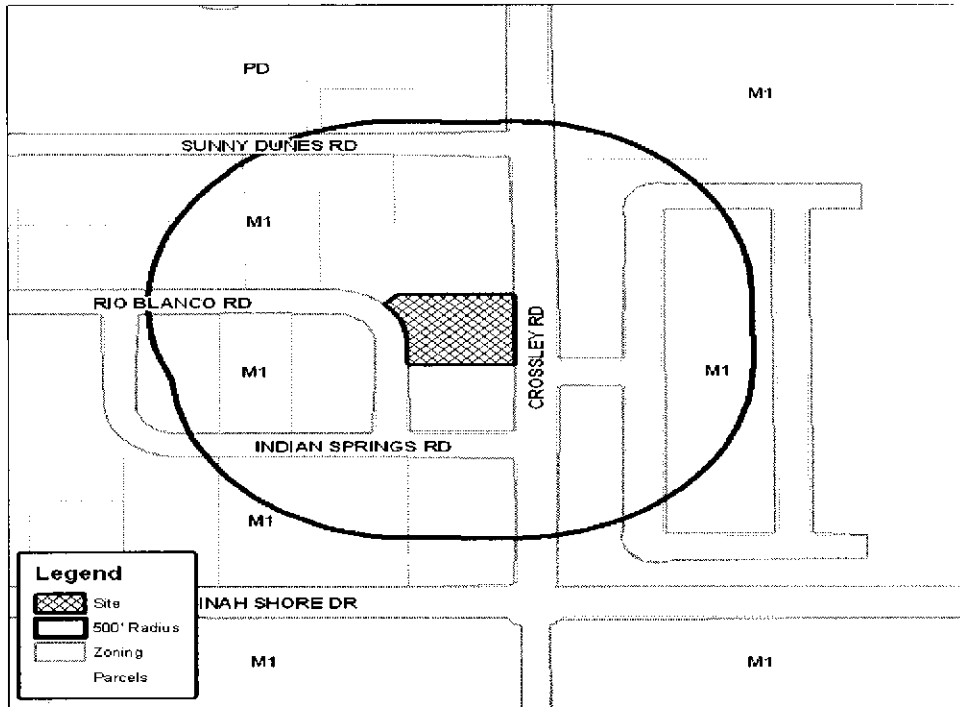 PD
M1
SUNNY DUNES RD
M1
RIO BLANCO RD
CROSSLEY RD
M1
M1
INDIAN SPRINGS RD
M1
Legend
Site
500' Radius
Zoning
Parcels
INAH SHORE DR
M1
M1